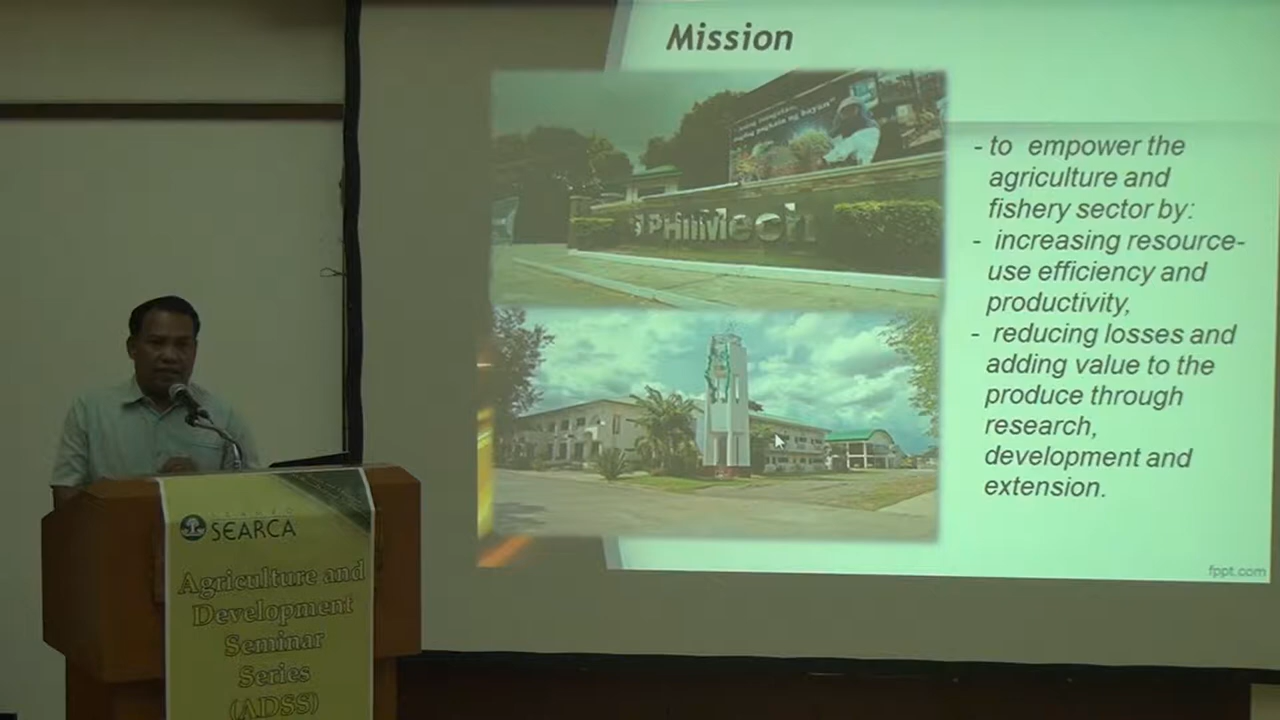 Mission
PHilMech
- to empower the
agriculture and
fishery sector by:
- increasing resource-
use efficiency and
productivity,
- reducing losses and
adding value to the
produce through
research,
development and
extension.
fppt.com
SEARCA
Agriculture and
Development
Seminar
Series
(ADSS)